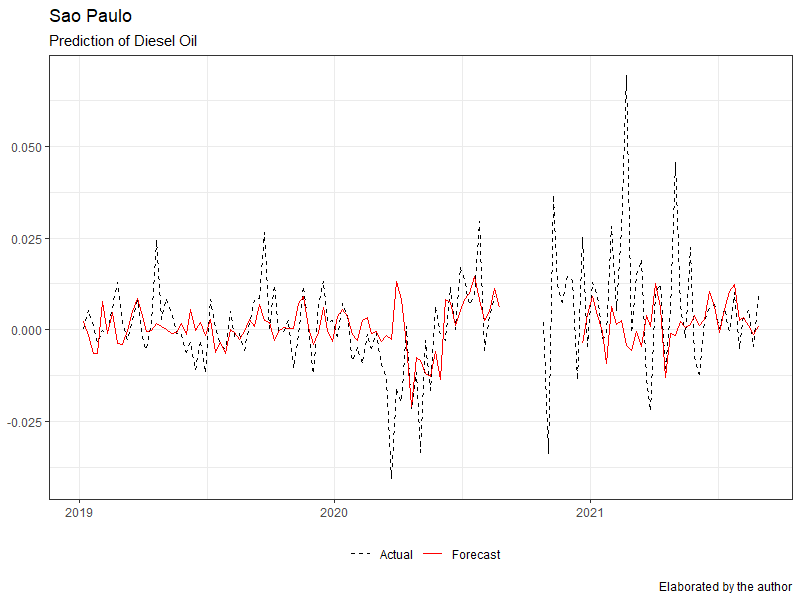 Sao Paulo
Prediction of Diesel Oil
0.050
0.025
0.000
-0.025
2019 2020 2021
Actual Forecast
Elaborated by the author